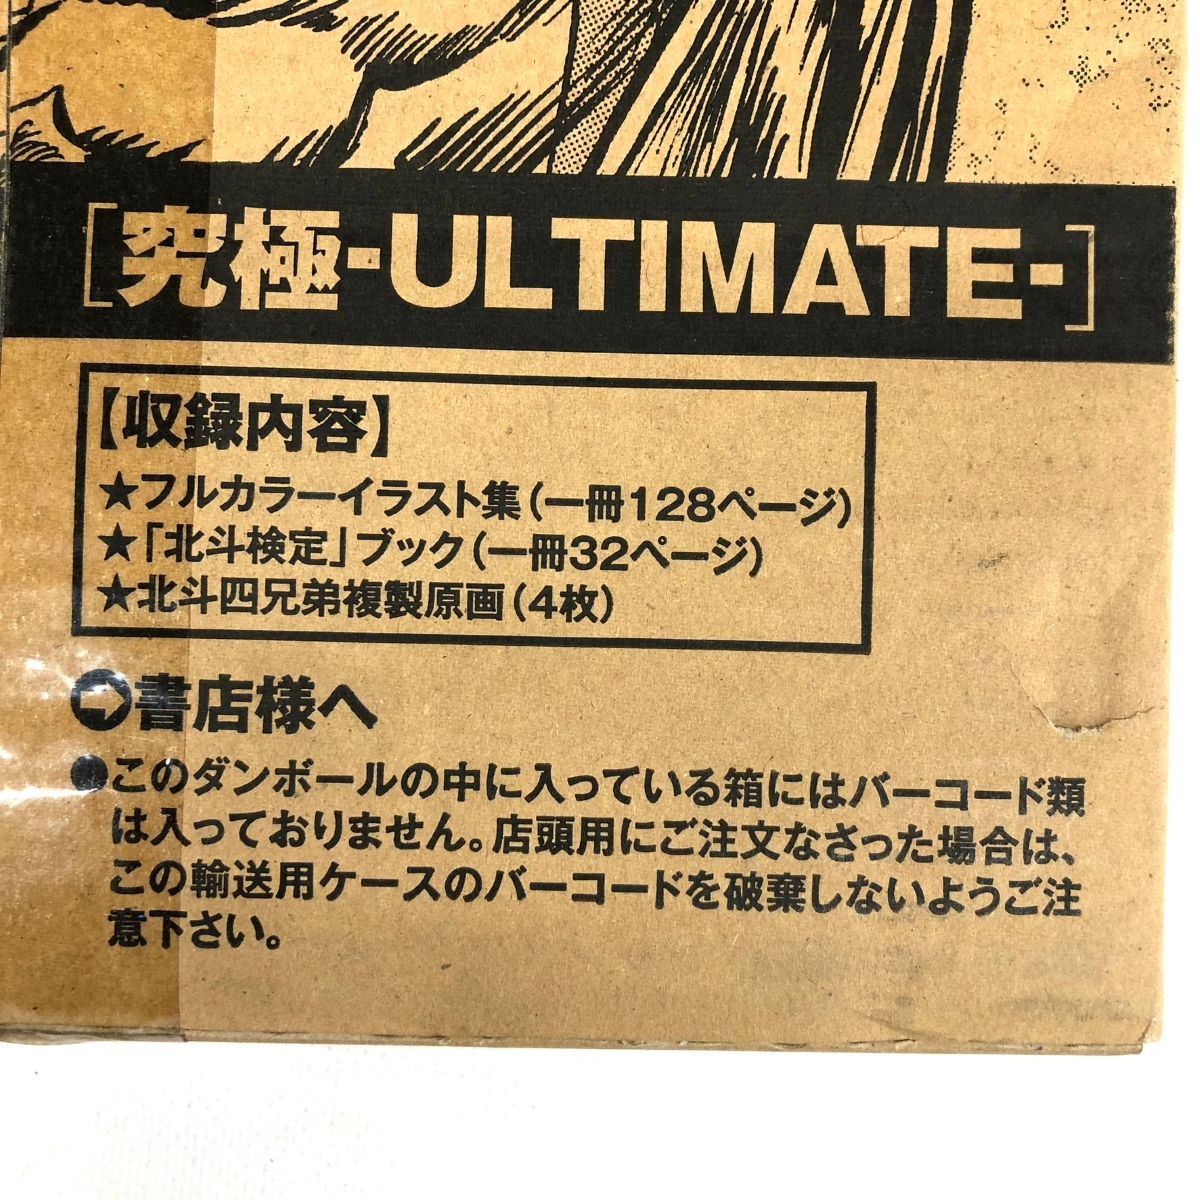 [究極-ULTIMATE-]
【収録内容】
★フルカラーイラスト集(一冊128ページ)
★「北斗検定」ブック(一冊32ページ)
★北斗四兄弟複製原画(4枚)
➲書店様へ
●このダンボールの中に入っている箱にはバーコード類
は入っておりません。店頭用にご注文なさった場合は、
この輸送用ケースのバーコードを破棄しないようご注
意下さい。